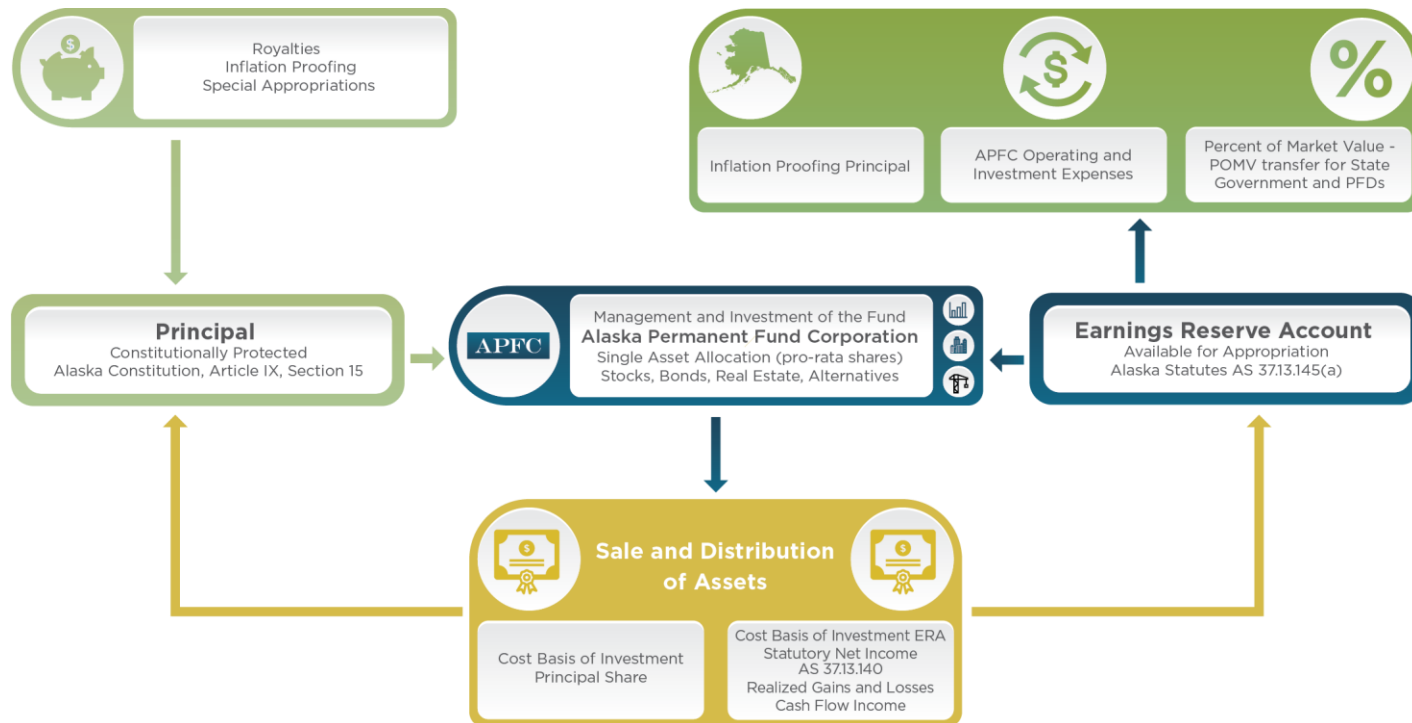 $
Royalties
Inflation Proofing
Special Appropriations
$
%
Inflation Proofing Principal
APFC Operating and
Investment Expenses
Percent of Market Value -
POMV transfer for State
Government and PFDs
Principal
Constitutionally Protected
Alaska Constitution, Article IX, Section 15
APFC
Management and Investment of the Fund
Alaska Permanent Fund Corporation
Single Asset Allocation (pro-rata shares)
Stocks, Bonds, Real Estate, Alternatives
Earnings Reserve Account
Available for Appropriation
Alaska Statutes AS 37.13.145(a)
$
Sale and Distribution
of Assets
$
Cost Basis of Investment
Principal Share
Cost Basis of Investment ERA
Statutory Net Income
AS 37.13.140
Realized Gains and Losses
Cash Flow Income